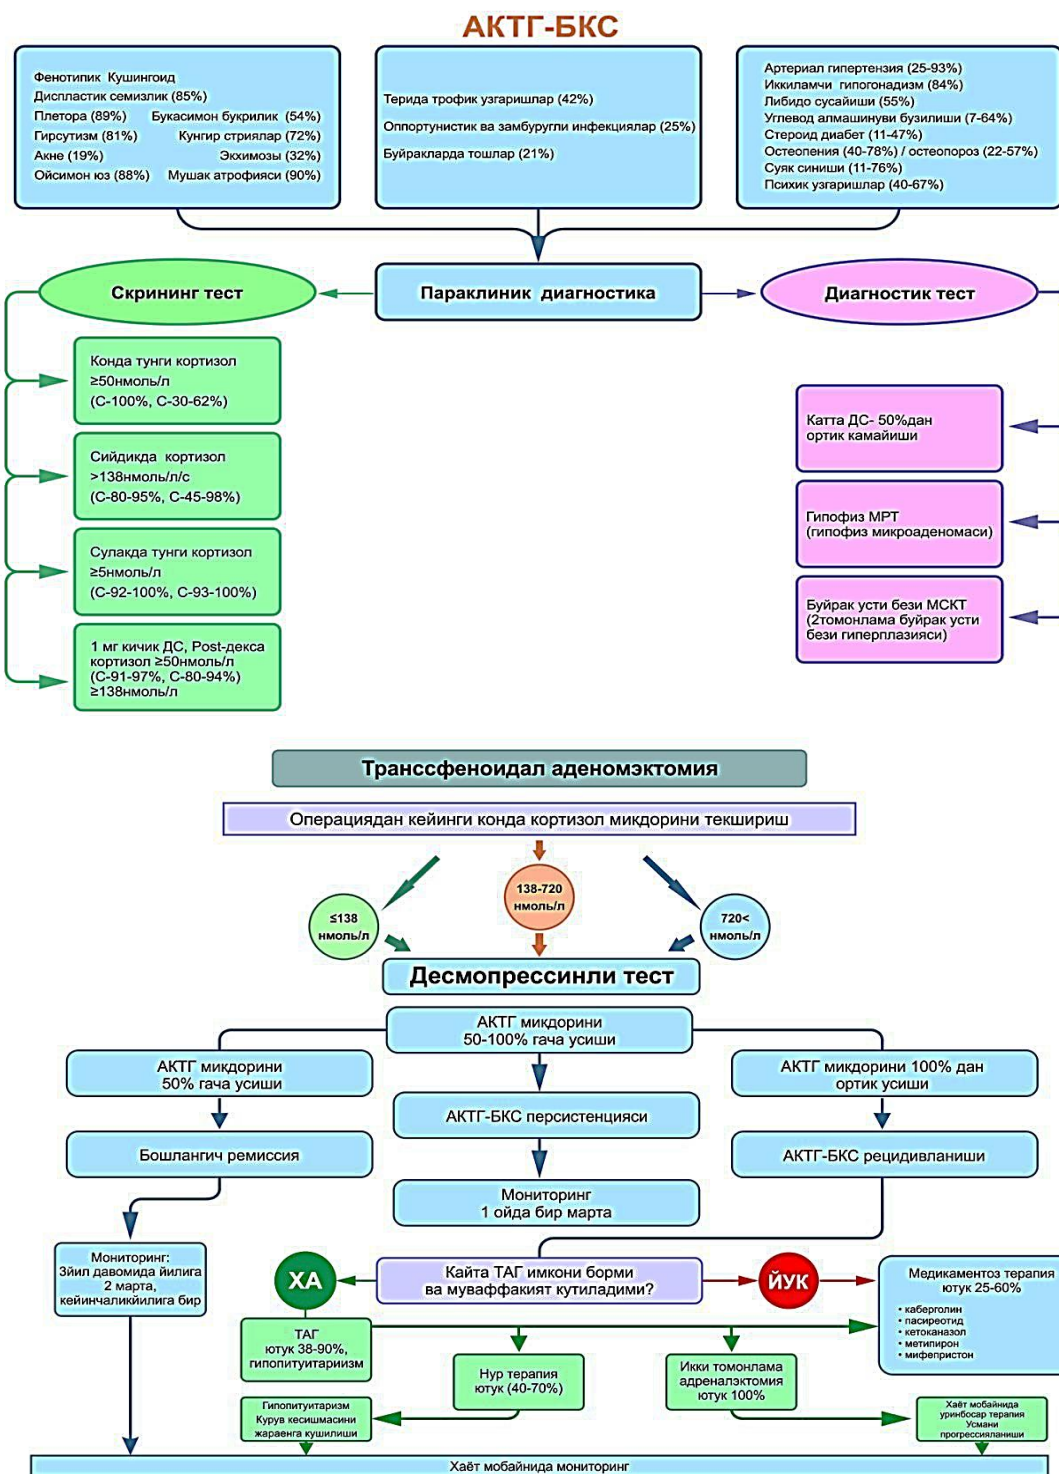 АКТГ-БКС
Фенотипик Кушингоид
Диспластик семизлик (85%)
Плетора (89%) Букасимон букрилик (54%)
Гирсутизм (81%) Кунгир стриялар (72%)
Акне (19%) Экхимозы (32%)
Ойсимон юз (88%) Мушак атрофияси (90%)
Терида трофик узгаришлар (42%)
Оппортунистик ва замбуругли инфекциялар (25%)
Буйракларда тошлар (21%)
Артериал гипертензия (25-93%)
Иккиламчи гипогонадизм (84%)
Либидо сусайиши (55%)
Углевод алмашинуви бузилиши (7-64%)
Стероид диабет (11-47%)
Остеопения (40-78%) / остеопороз (22-57%)
Суяк синиши (11-76%)
Психик узгаришлар (40-67%)
Скрининг тест
Параклиник диагностика
Диагностик тест
Конда тунги кортизол
≥50нмоль/л
(С-100%, С-30-62%)
Сийдикда кортизол
>138нмоль/л/с
(С-80-95%, С-45-98%)
Сулакда тунги кортизол
≥5нмоль/л
(С-92-100%, С-93-100%)
1 мг кичик ДС, Post-декса
кортизол ≥50нмоль/л
(С-91-97%, С-80-94%)
≥138нмоль/л
Катта ДС- 50%дан
ортик камайиши
Гипофиз МРТ
(гипофиз микроаденомаси)
Буйрак усти бези МСКТ
(2томонлама буйрак усти
бези гиперплазияси)
Транссфеноидал аденомэктомия
Операциядан кейинги конда кортизол микдорини текшириш
≤138
нмоль/л
138-720
нмоль/л
720<
нмоль/л
Десмопрессинли тест
АКТГ микдорини
50-100% гача усиши
АКТГ микдорини
50% гача усиши
АКТГ микдорини 100% дан
ортик усиши
АКТГ-БКС персистенцияси
Бошлангич ремиссия
АКТГ-БКС рецидивланиши
Мониторинг
1 ойда бир марта
Мониторинг:
3йил давомида йилига
2 марта,
кейинчаликйилига бир
ХА
Кайта ТАГ имкони борми
ва муваффакият кутиладими?
ЙУК
Медикаментоз терапия
ютук 25-60%
• каберголин
• пасиреотид
• кетоканазол
• метипирон
• мифепристон
ТАГ
ютук 38-90%,
гипопитуитариизм
Нур терапия
ютук (40-70%)
Икки томонлама
адреналэктомия
ютук 100%
Гипопитуитаризм
Курув кесишмасини
жараенга кушилиши
Хаёт мобайнида
уринбосар терапия
Усмани
прогрессияланиши
Хаёт мобайнида мониторинг